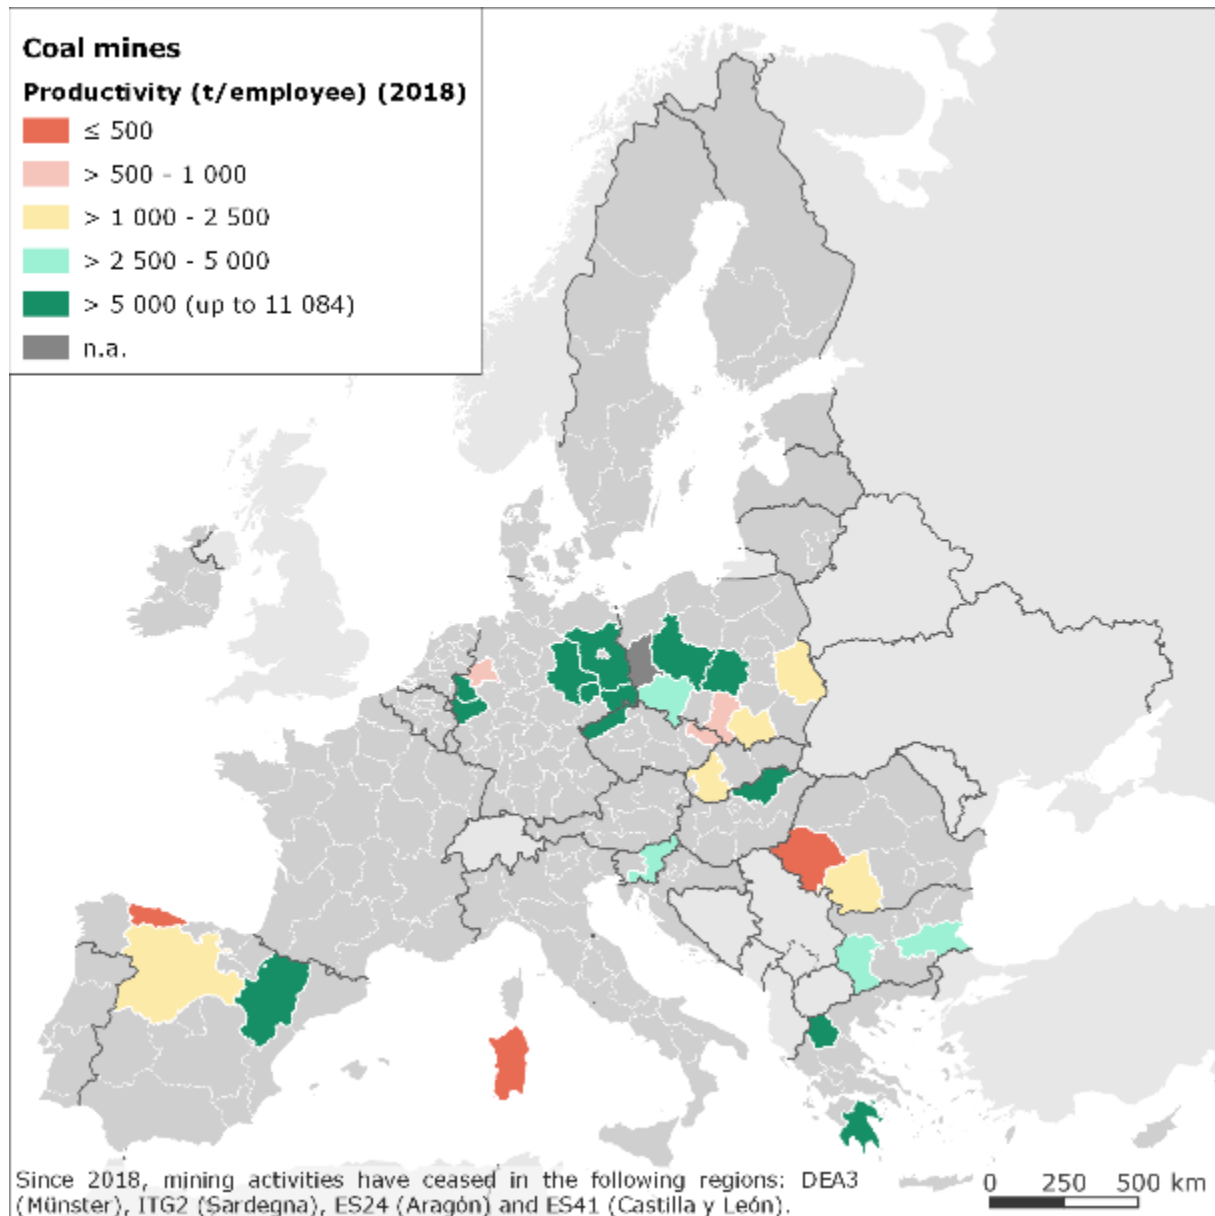 Coal mines
Productivity (t/employee) (2018)
≤ 500
> 500 - 1 000
> 1 000 - 2 500
> 2 500 - 5 000
> 5 000 (up to 11 084)
n.a.
Since 2018, mining activities have ceased in the following regions: DEA3
(Münster), ITG2 (Sardegna), ES24 (Aragón) and ES41 (Castilla y León).
0 250 500 km